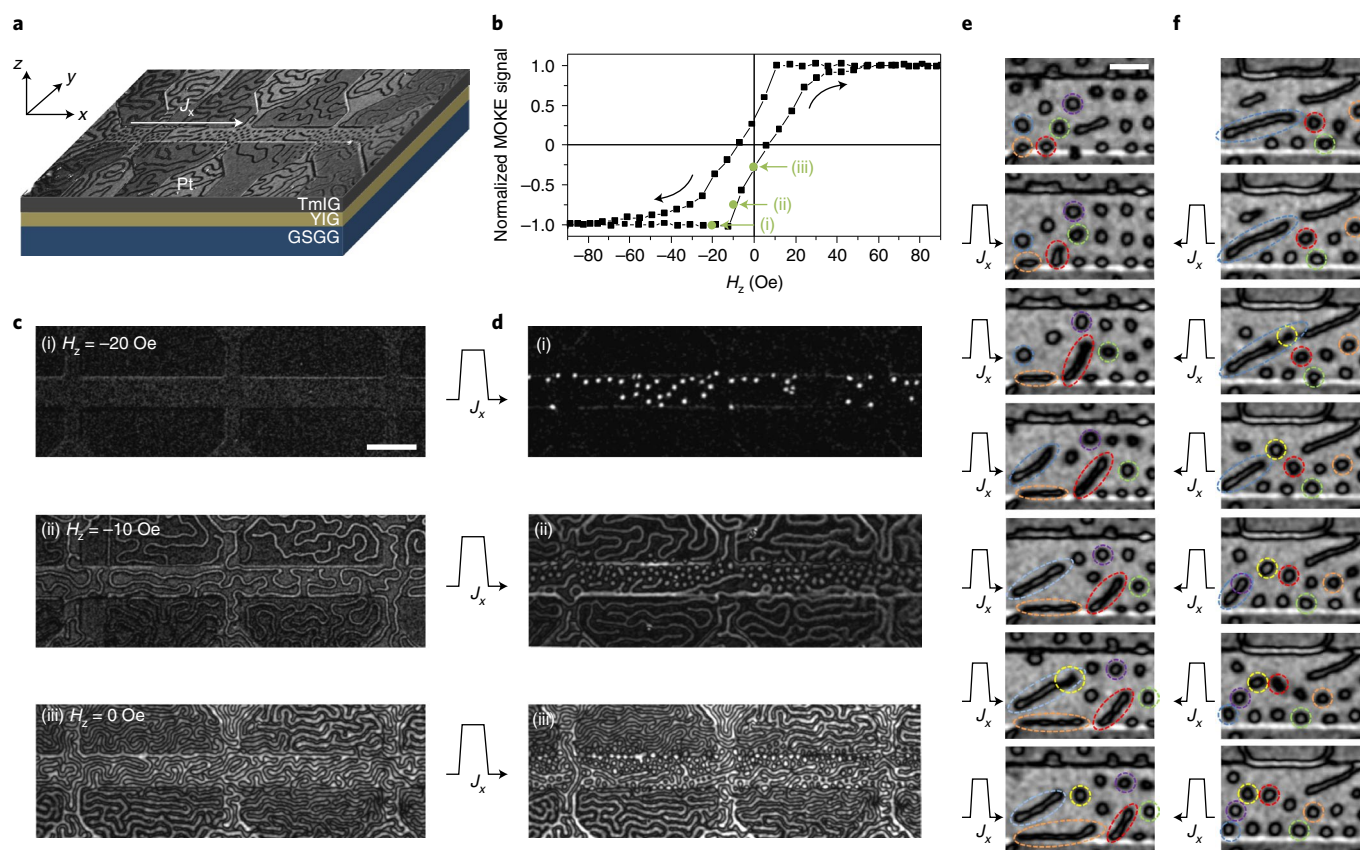 a
z
y
x
Jx
Pt
TmIG
YIG
GSGG
b
Normalized MOKE signal
1.0
0.5
0
−0.5
−1.0
−80 −60 −40 −20 0 20 40 60 80
Hz (Oe)
(iii)
(ii)
(i)
c
(i) Hz = −20 Oe
(ii) Hz = −10 Oe
(iii) Hz = 0 Oe
Jx
Jx
Jx
d
(i)
(ii)
(iii)
e
Jx
Jx
Jx
Jx
Jx
Jx
f
Jx
Jx
Jx
Jx
Jx
Jx